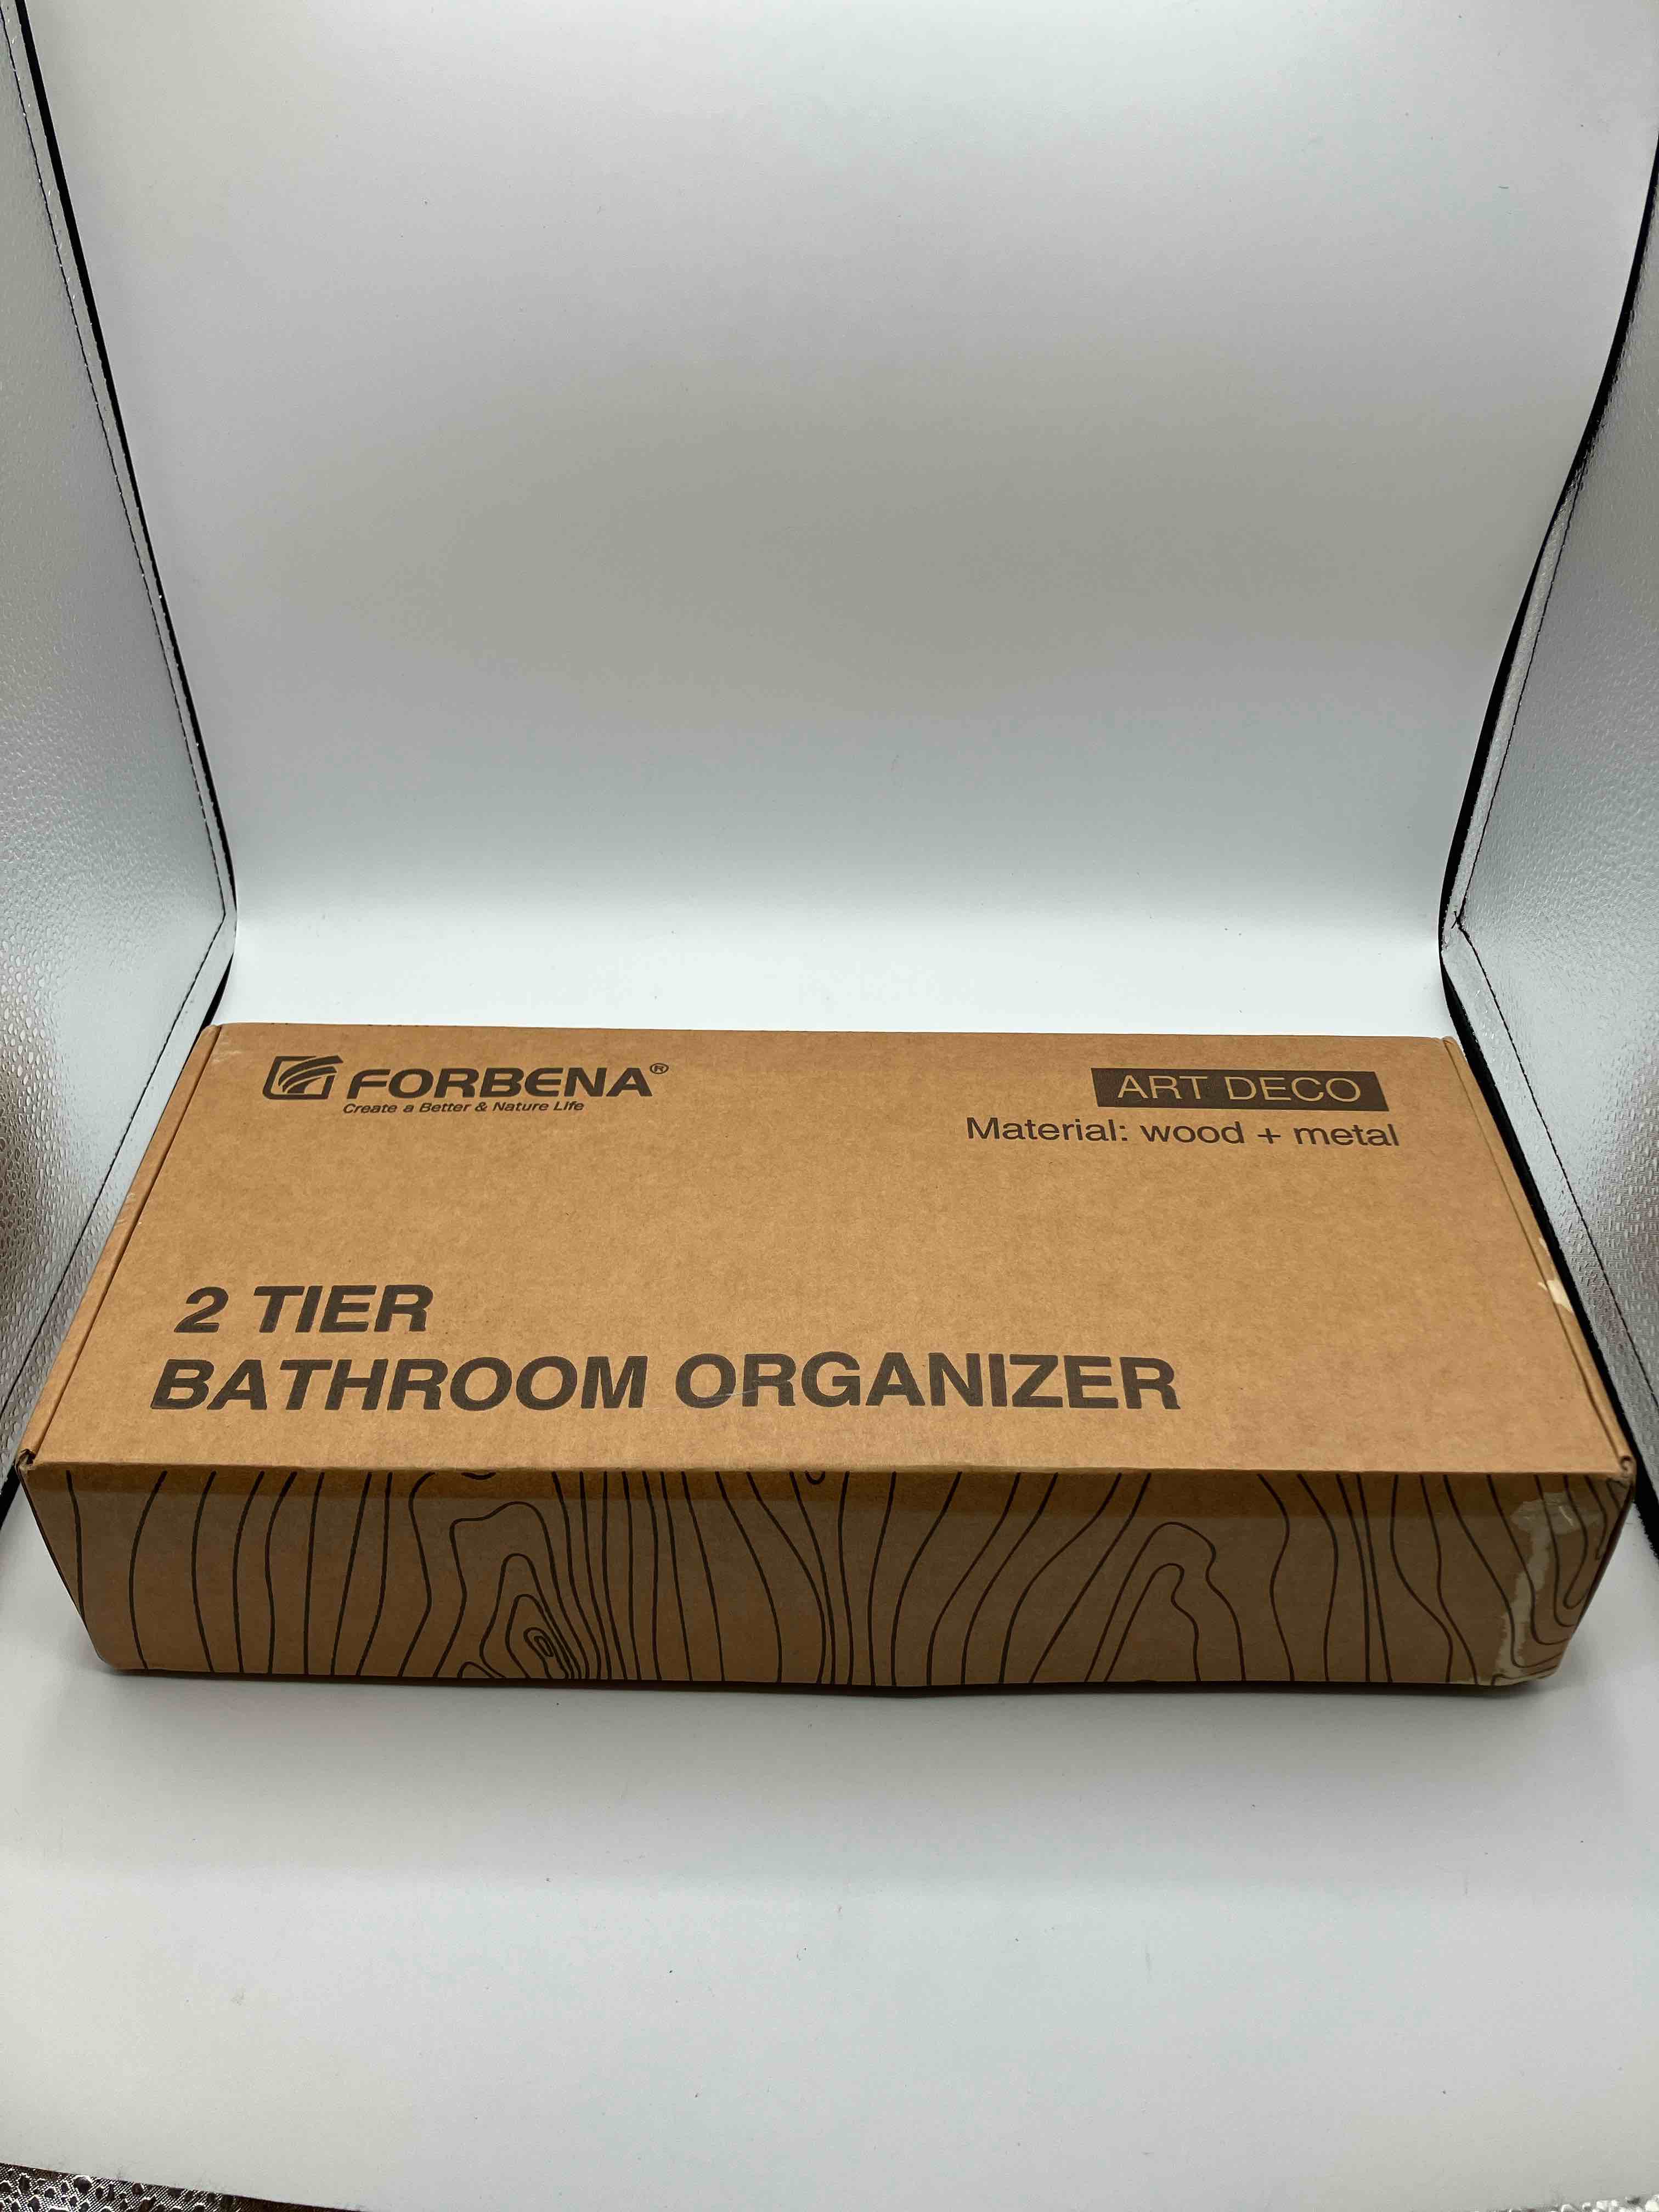 FORBENA®
Create a Better & Nature Life
ART DECO
Material: wood + metal
2 TIER
BATHROOM ORGANIZER